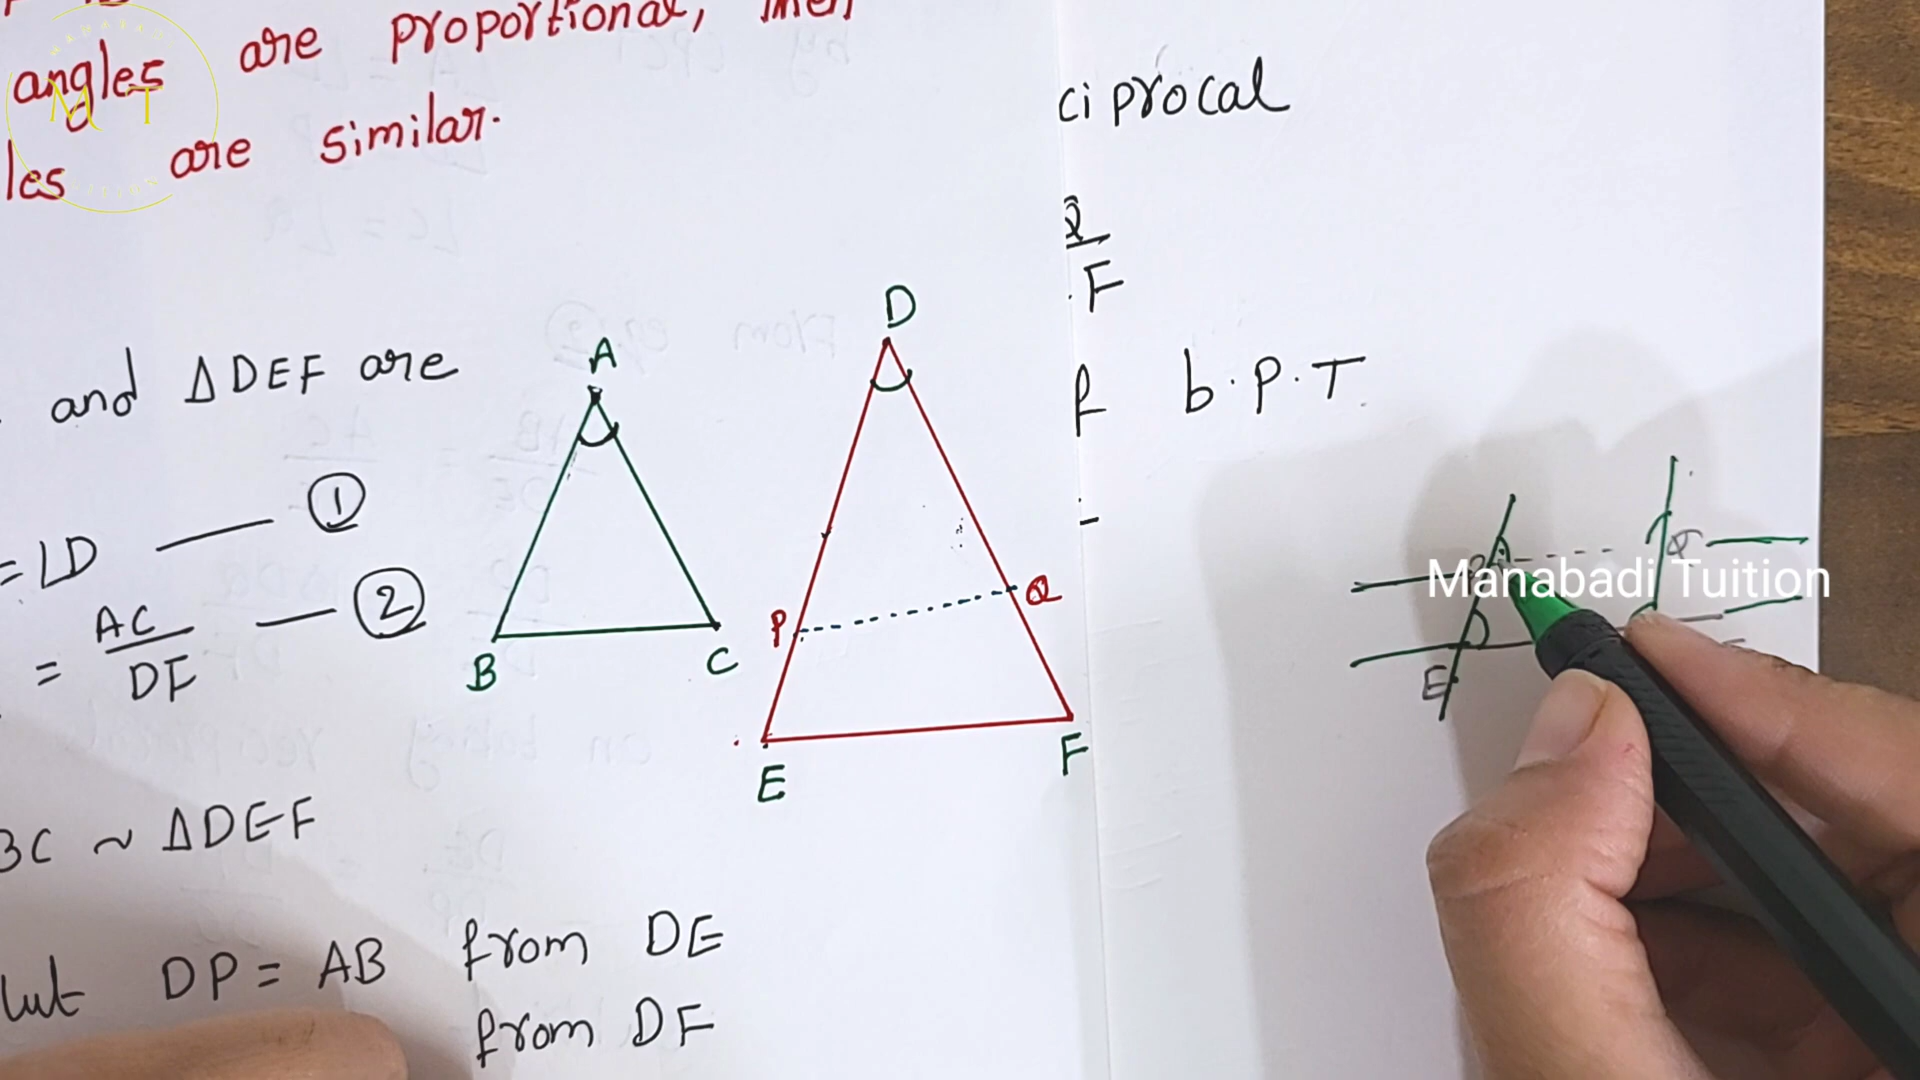 angles are proportional,
les are similar.
M T
and ΔDEF are
= ∠D — ①
= AC/DF — ②
BC ~ ΔDEF
DP = AB from DE
from DF
A
B
C
D
P
Q
E
F
ciprocal
Q
F
f b.p.T
E
Manabadi Tuition